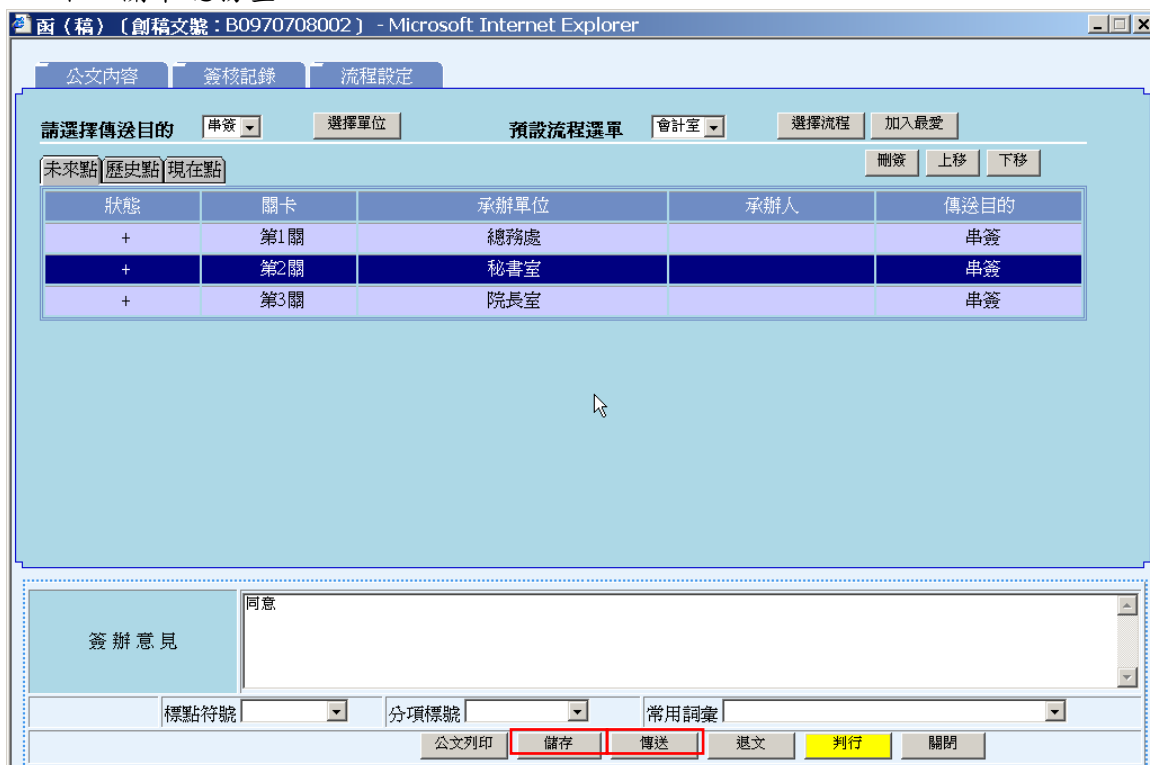 函〈稿〉〔創稿文號：B0970708002〕 - Microsoft Internet Explorer
公文內容 簽核記錄 流程設定
請選擇傳送目的 串簽 選擇單位 預設流程選單 會計室 選擇流程 加入最愛
未來點 歷史點 現在點 刪簽 上移 下移
狀態 關卡 承辦單位 承辦人 傳送目的
+ 第1關 總務處 串簽
+ 第2關 秘書室 串簽
+ 第3關 院長室 串簽
同意
簽辦意見
標點符號 分項標號 常用詞彙
公文列印 儲存 傳送 退文 判行 關閉